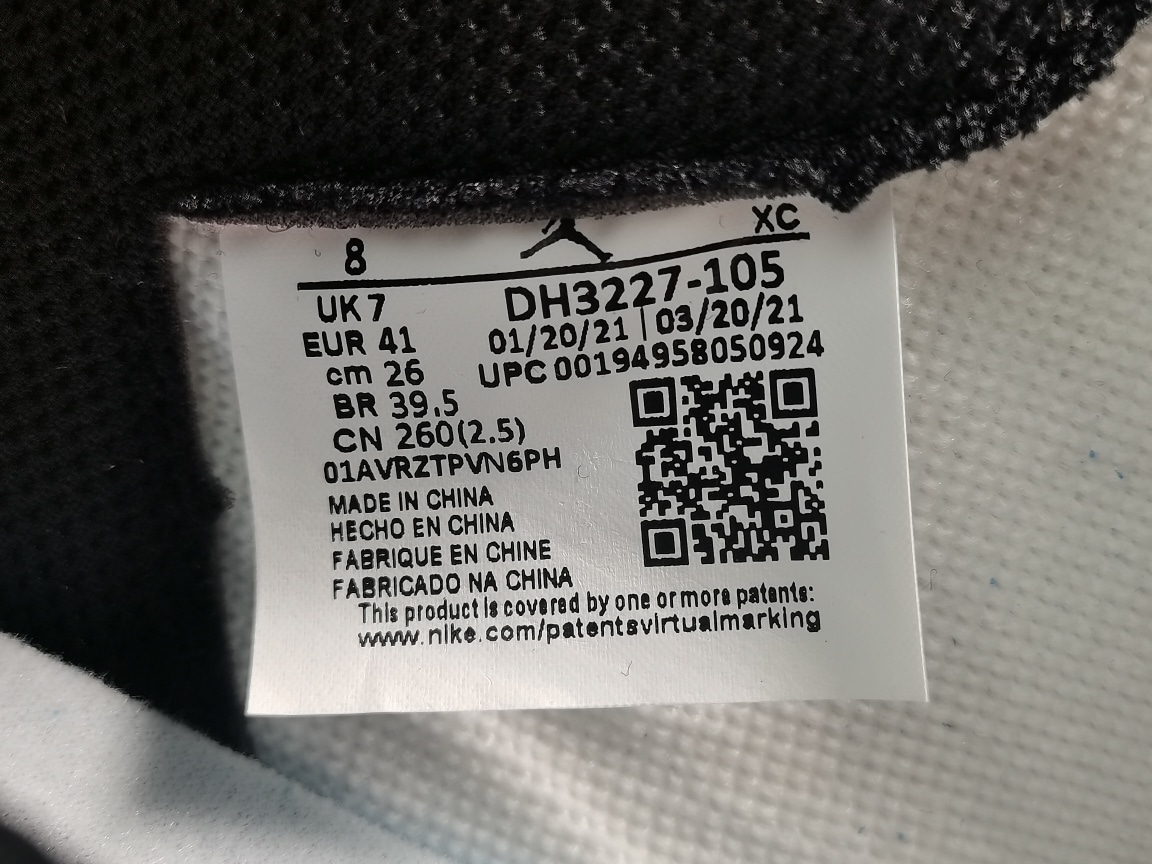 8 XC
UK 7
EUR 41
cm 26
BR 39.5
CN 260(2.5)
01AVRZTPVN6PH
DH3227-105
01/20/21 | 03/20/21
UPC 00194958050924
MADE IN CHINA
HECHO EN CHINA
FABRIQUE EN CHINE
FABRICADO NA CHINA
This product is covered by one or more patents:
www.nike.com/patentsvirtualmarking